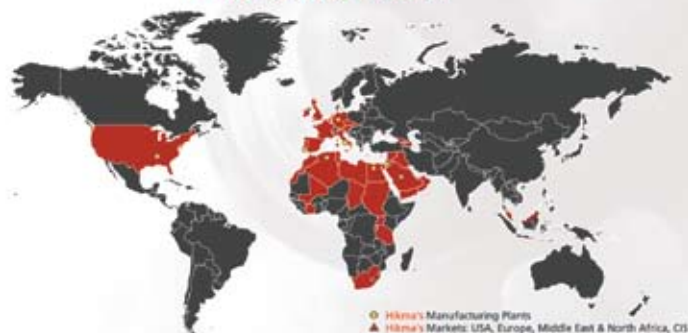 Hikma's Manufacturing Plants
Hikma's Markets: USA, Europe, Middle East & North Africa, CIS